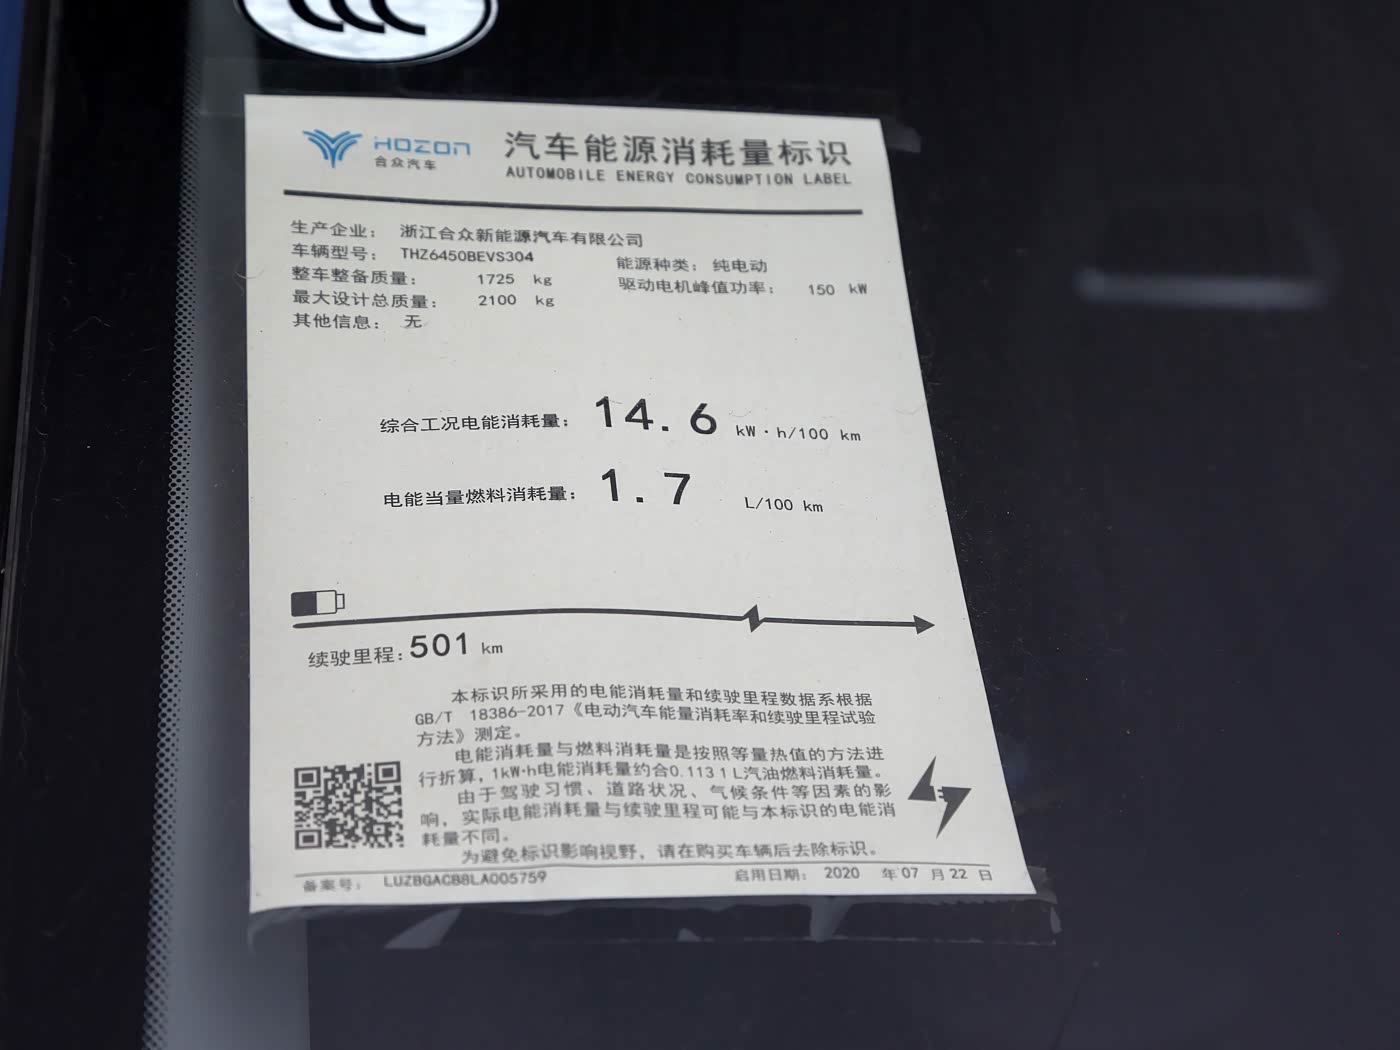 CCC
HOZON
合众汽车
汽车能源消耗量标识
AUTOMOBILE ENERGY CONSUMPTION LABEL
生产企业： 浙江合众新能源汽车有限公司
车辆型号： THZ6450BEVS304
能源种类： 纯电动
整车整备质量： 1725 kg
驱动电机峰值功率： 150 kW
最大设计总质量： 2100 kg
其他信息： 无
综合工况电能消耗量： 14.6 kW·h/100 km
电能当量燃料消耗量： 1.7 L/100 km
续驶里程：501 km
本标识所采用的电能消耗量和续驶里程数据系根据
GB/T 18386-2017《电动汽车能量消耗率和续驶里程试验
方法》测定。
电能消耗量与燃料消耗量是按照等量热值的方法进
行折算，1kW·h电能消耗量约合0.1131L汽油燃料消耗量。
由于驾驶习惯、道路状况、气候条件等因素的影
响，实际电能消耗量与续驶里程可能与本标识的电能消
耗量不同。
为避免标识影响视野，请在购买车辆后去除标识。
备案号： LUZBGACB8LA005759
启用日期： 2020 年 07 月 22 日